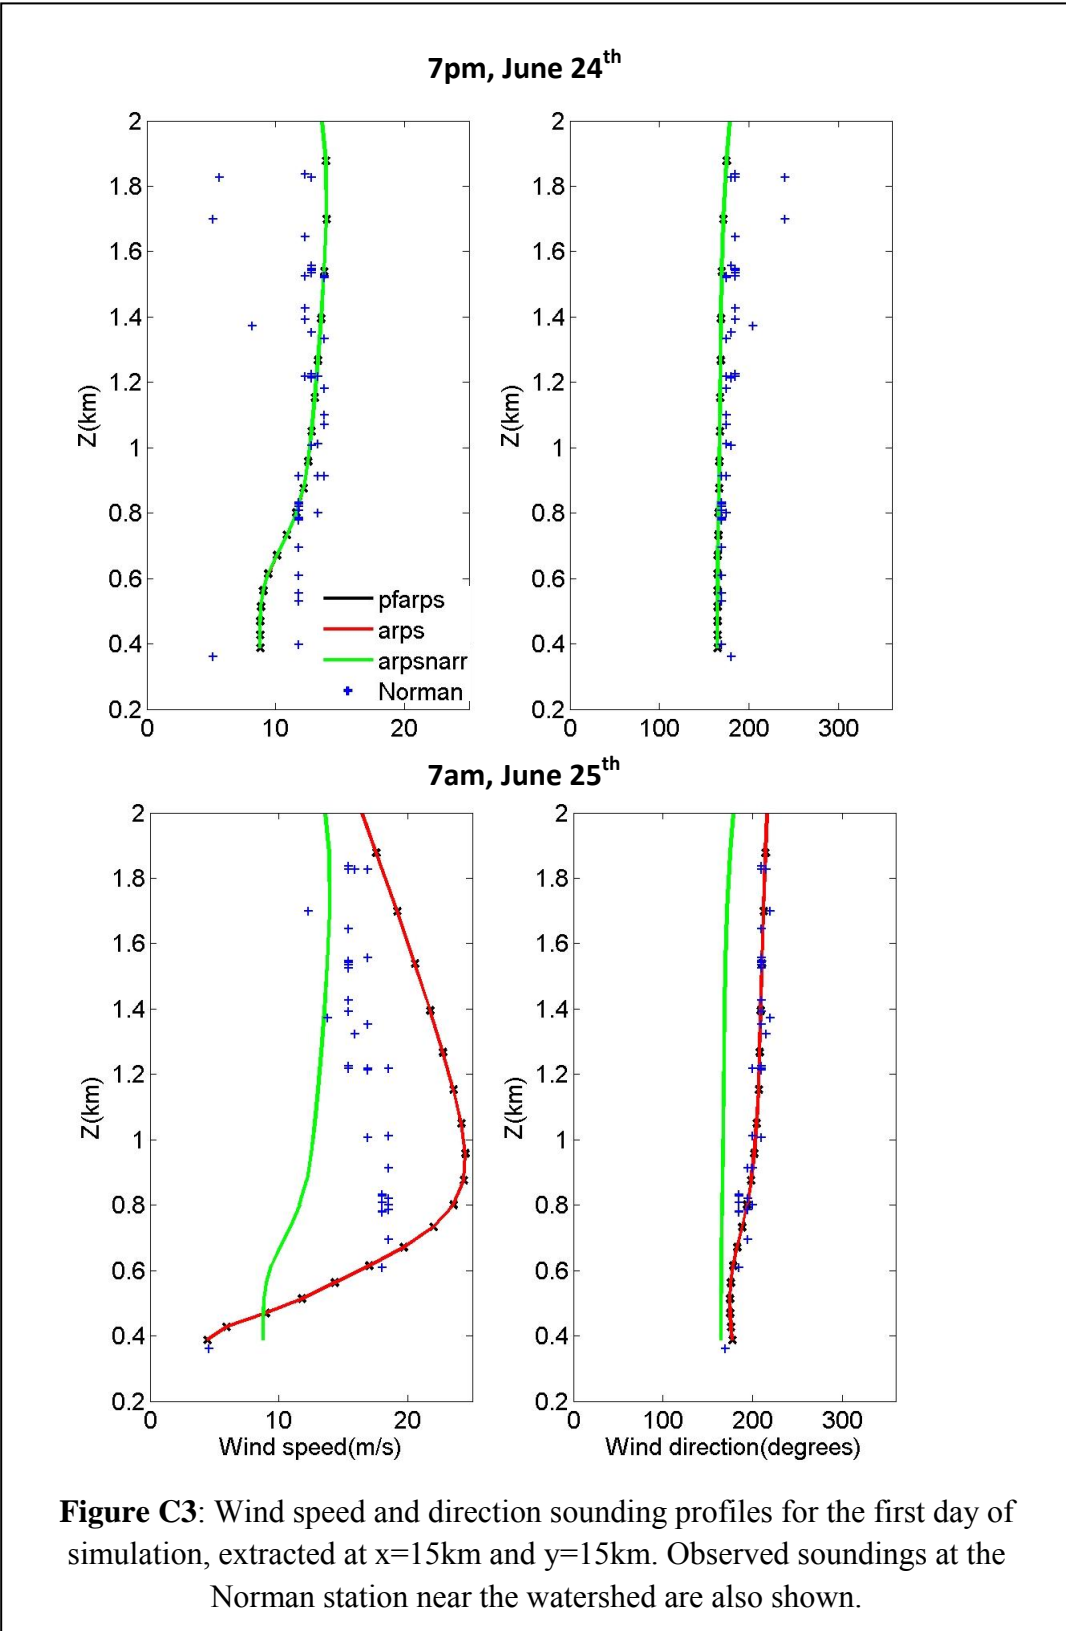 7pm, June 24th
2
1.8
1.6
1.4
1.2
1
0.8
0.6
0.4
0.2
Z(km)
0 10 20
pfarps
arps
arpsnarr
Norman
2
1.8
1.6
1.4
1.2
1
0.8
0.6
0.4
0.2
Z(km)
0 100 200 300
7am, June 25th
2
1.8
1.6
1.4
1.2
1
0.8
0.6
0.4
0.2
Z(km)
0 10 20
Wind speed(m/s)
2
1.8
1.6
1.4
1.2
1
0.8
0.6
0.4
0.2
Z(km)
0 100 200 300
Wind direction(degrees)
Figure C3: Wind speed and direction sounding profiles for the first day of
simulation, extracted at x=15km and y=15km. Observed soundings at the
Norman station near the watershed are also shown.